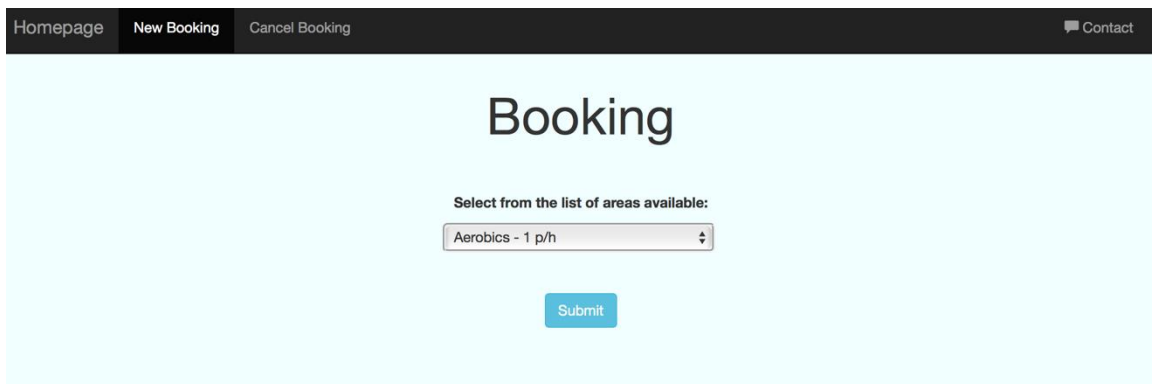 Homepage New Booking Cancel Booking Contact
Booking
Select from the list of areas available:
Aerobics - 1 p/h
Submit